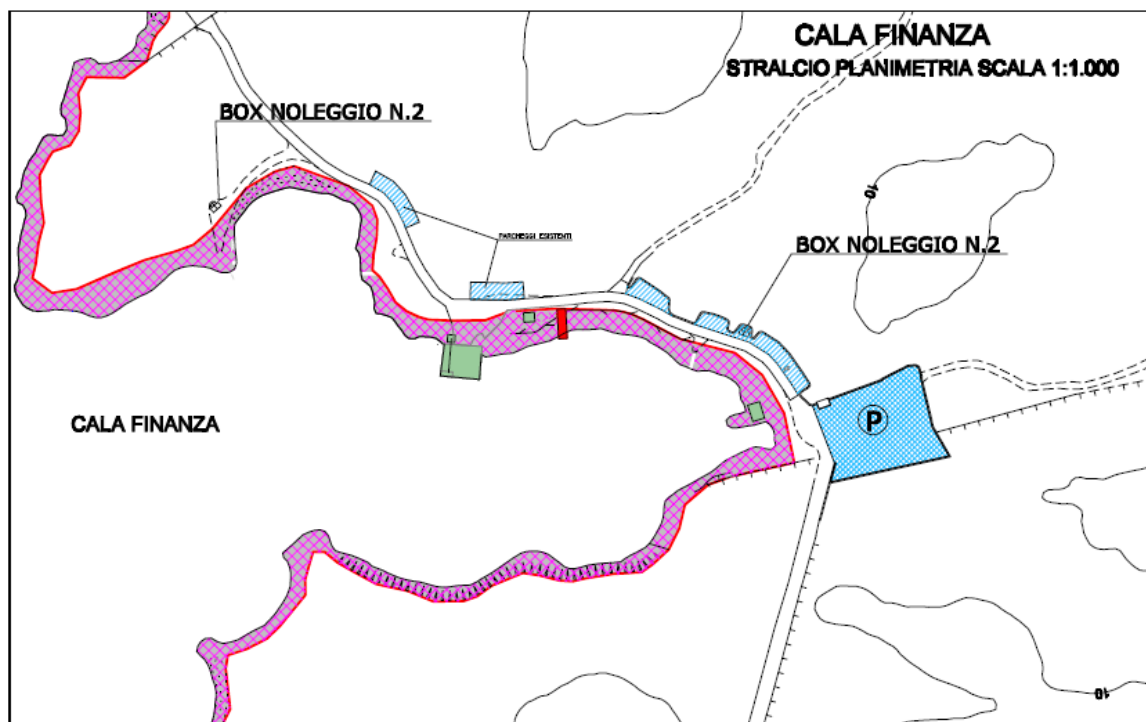 CALA FINANZA
STRALCIO PLANIMETRIA SCALA 1:1.000
BOX NOLEGGIO N.2
10
PARCHEGGI ESISTENTI
BOX NOLEGGIO N.2
P
CALA FINANZA
10